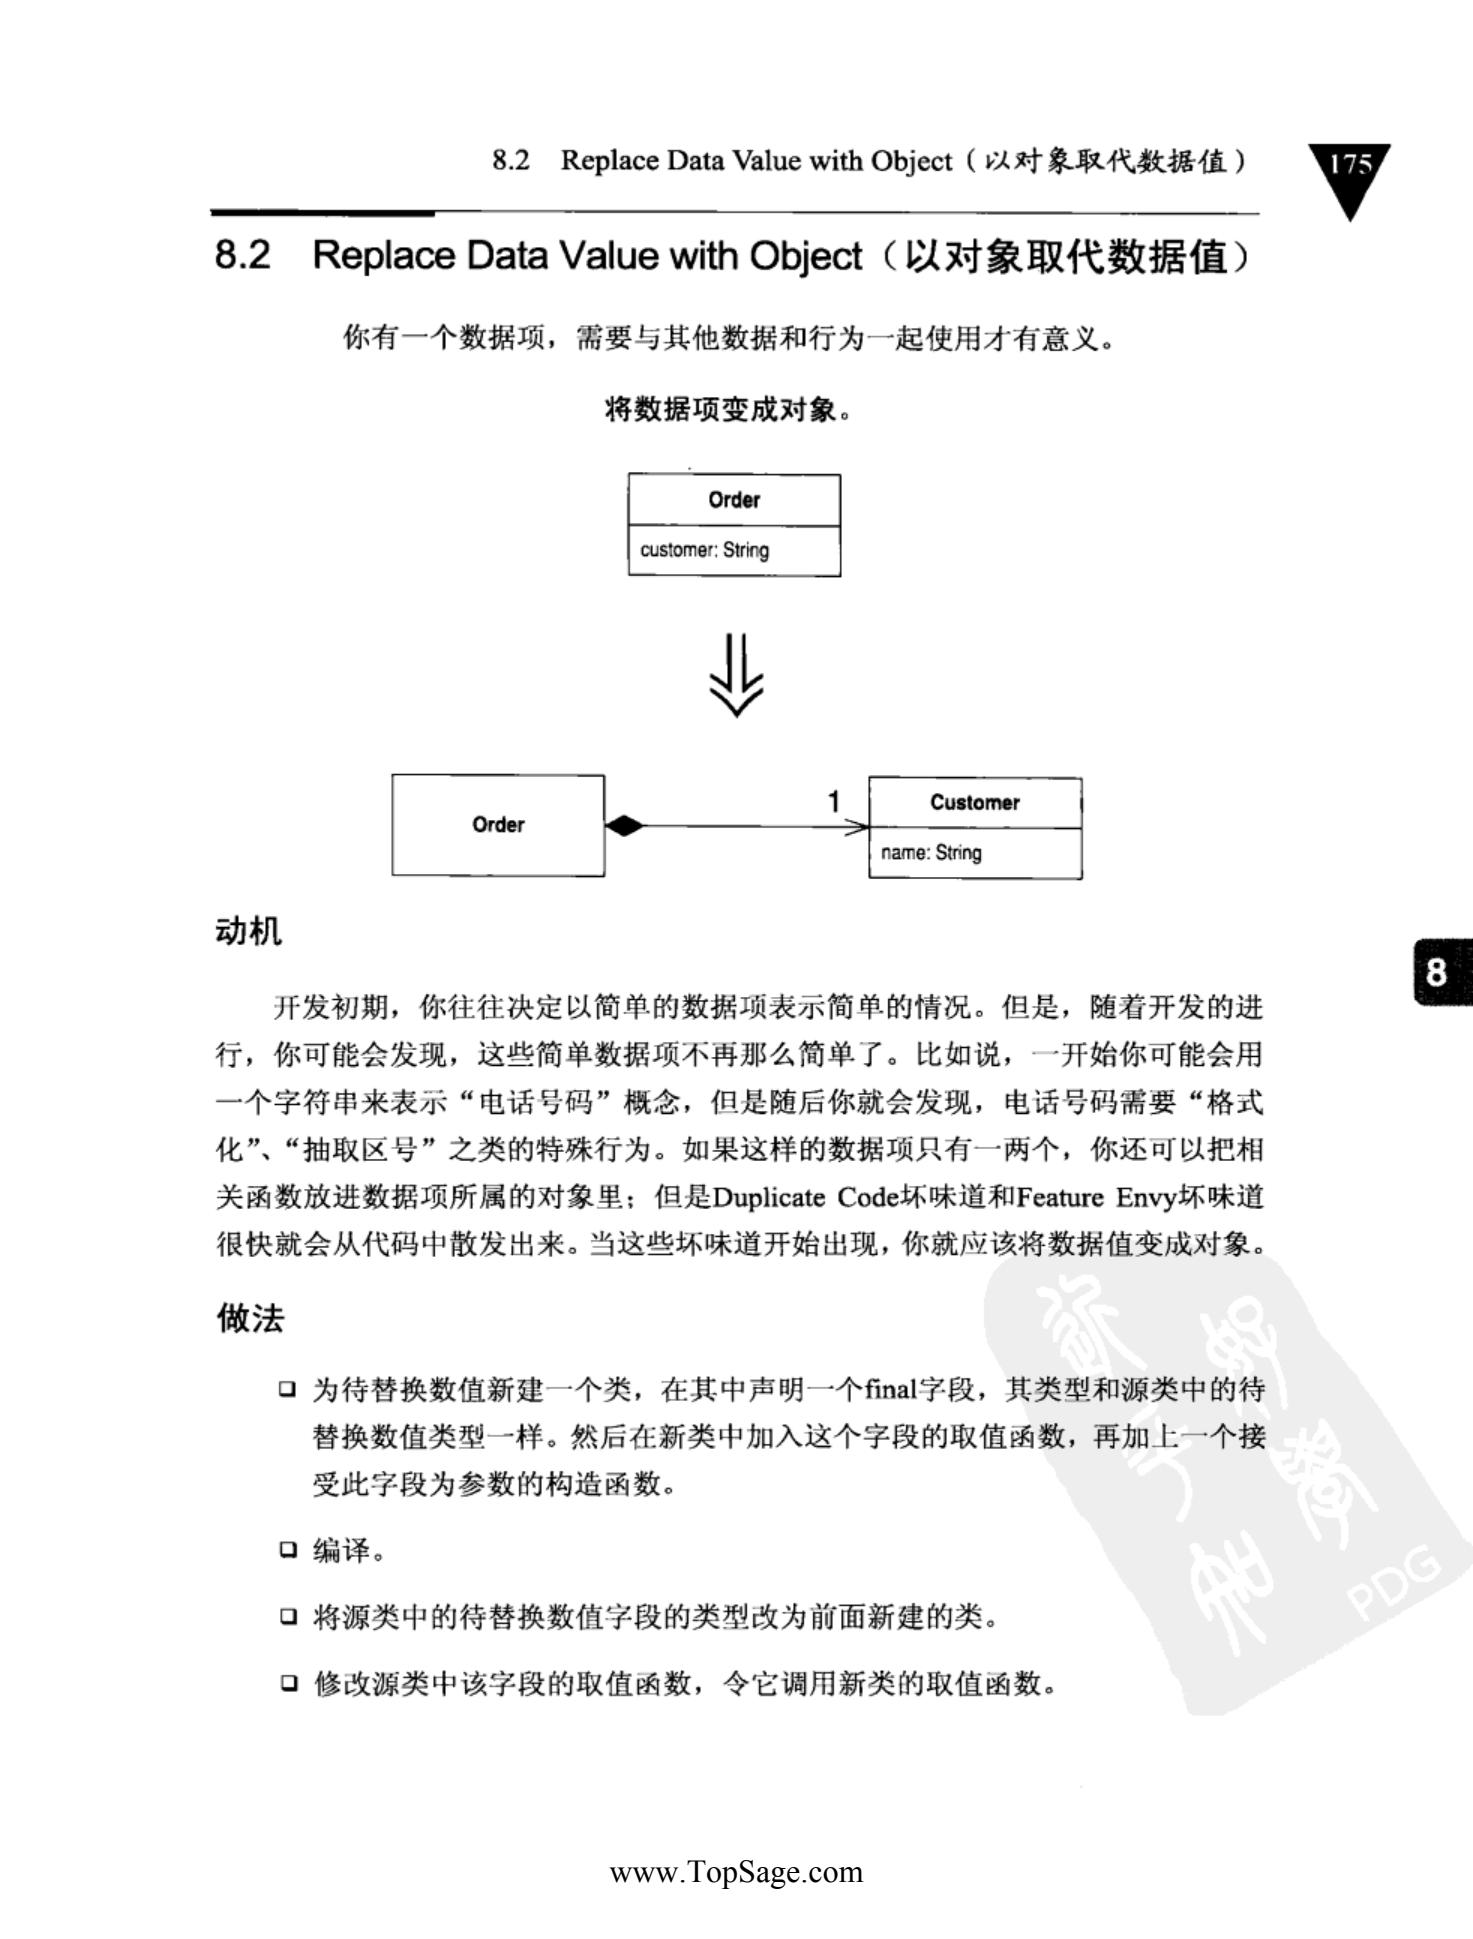 8.2 Replace Data Value with Object（以对象取代数据值）
175
8.2 Replace Data Value with Object（以对象取代数据值）
你有一个数据项，需要与其他数据和行为一起使用才有意义。
将数据项变成对象。
Order
customer: String
Order
1
Customer
name: String
动机
8
开发初期，你往往决定以简单的数据项表示简单的情况。但是，随着开发的进
行，你可能会发现，这些简单数据项不再那么简单了。比如说，一开始你可能会用
一个字符串来表示“电话号码”概念，但是随后你就会发现，电话号码需要“格式
化”、“抽取区号”之类的特殊行为。如果这样的数据项只有一两个，你还可以把相
关函数放进数据项所属的对象里；但是Duplicate Code坏味道和Feature Envy坏味道
很快就会从代码中散发出来。当这些坏味道开始出现，你就应该将数据值变成对象。
做法
为待替换数值新建一个类，在其中声明一个final字段，其类型和源类中的待
替换数值类型一样。然后在新类中加入这个字段的取值函数，再加上一个接
受此字段为参数的构造函数。
编译。
将源类中的待替换数值字段的类型改为前面新建的类。
修改源类中该字段的取值函数，令它调用新类的取值函数。
PDG
www.TopSage.com